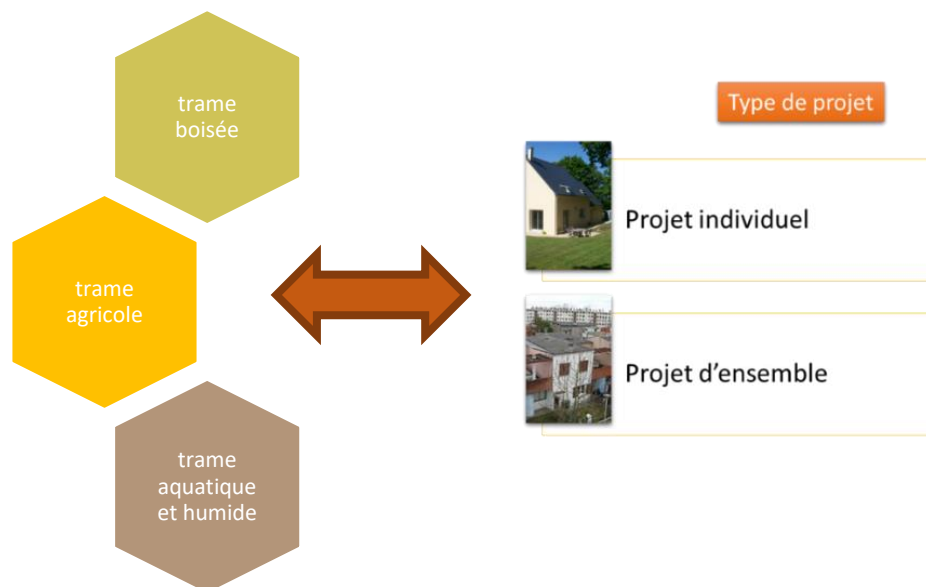 trame
boisée
trame
agricole
trame
aquatique
et humide
Type de projet
Projet individuel
Projet d’ensemble